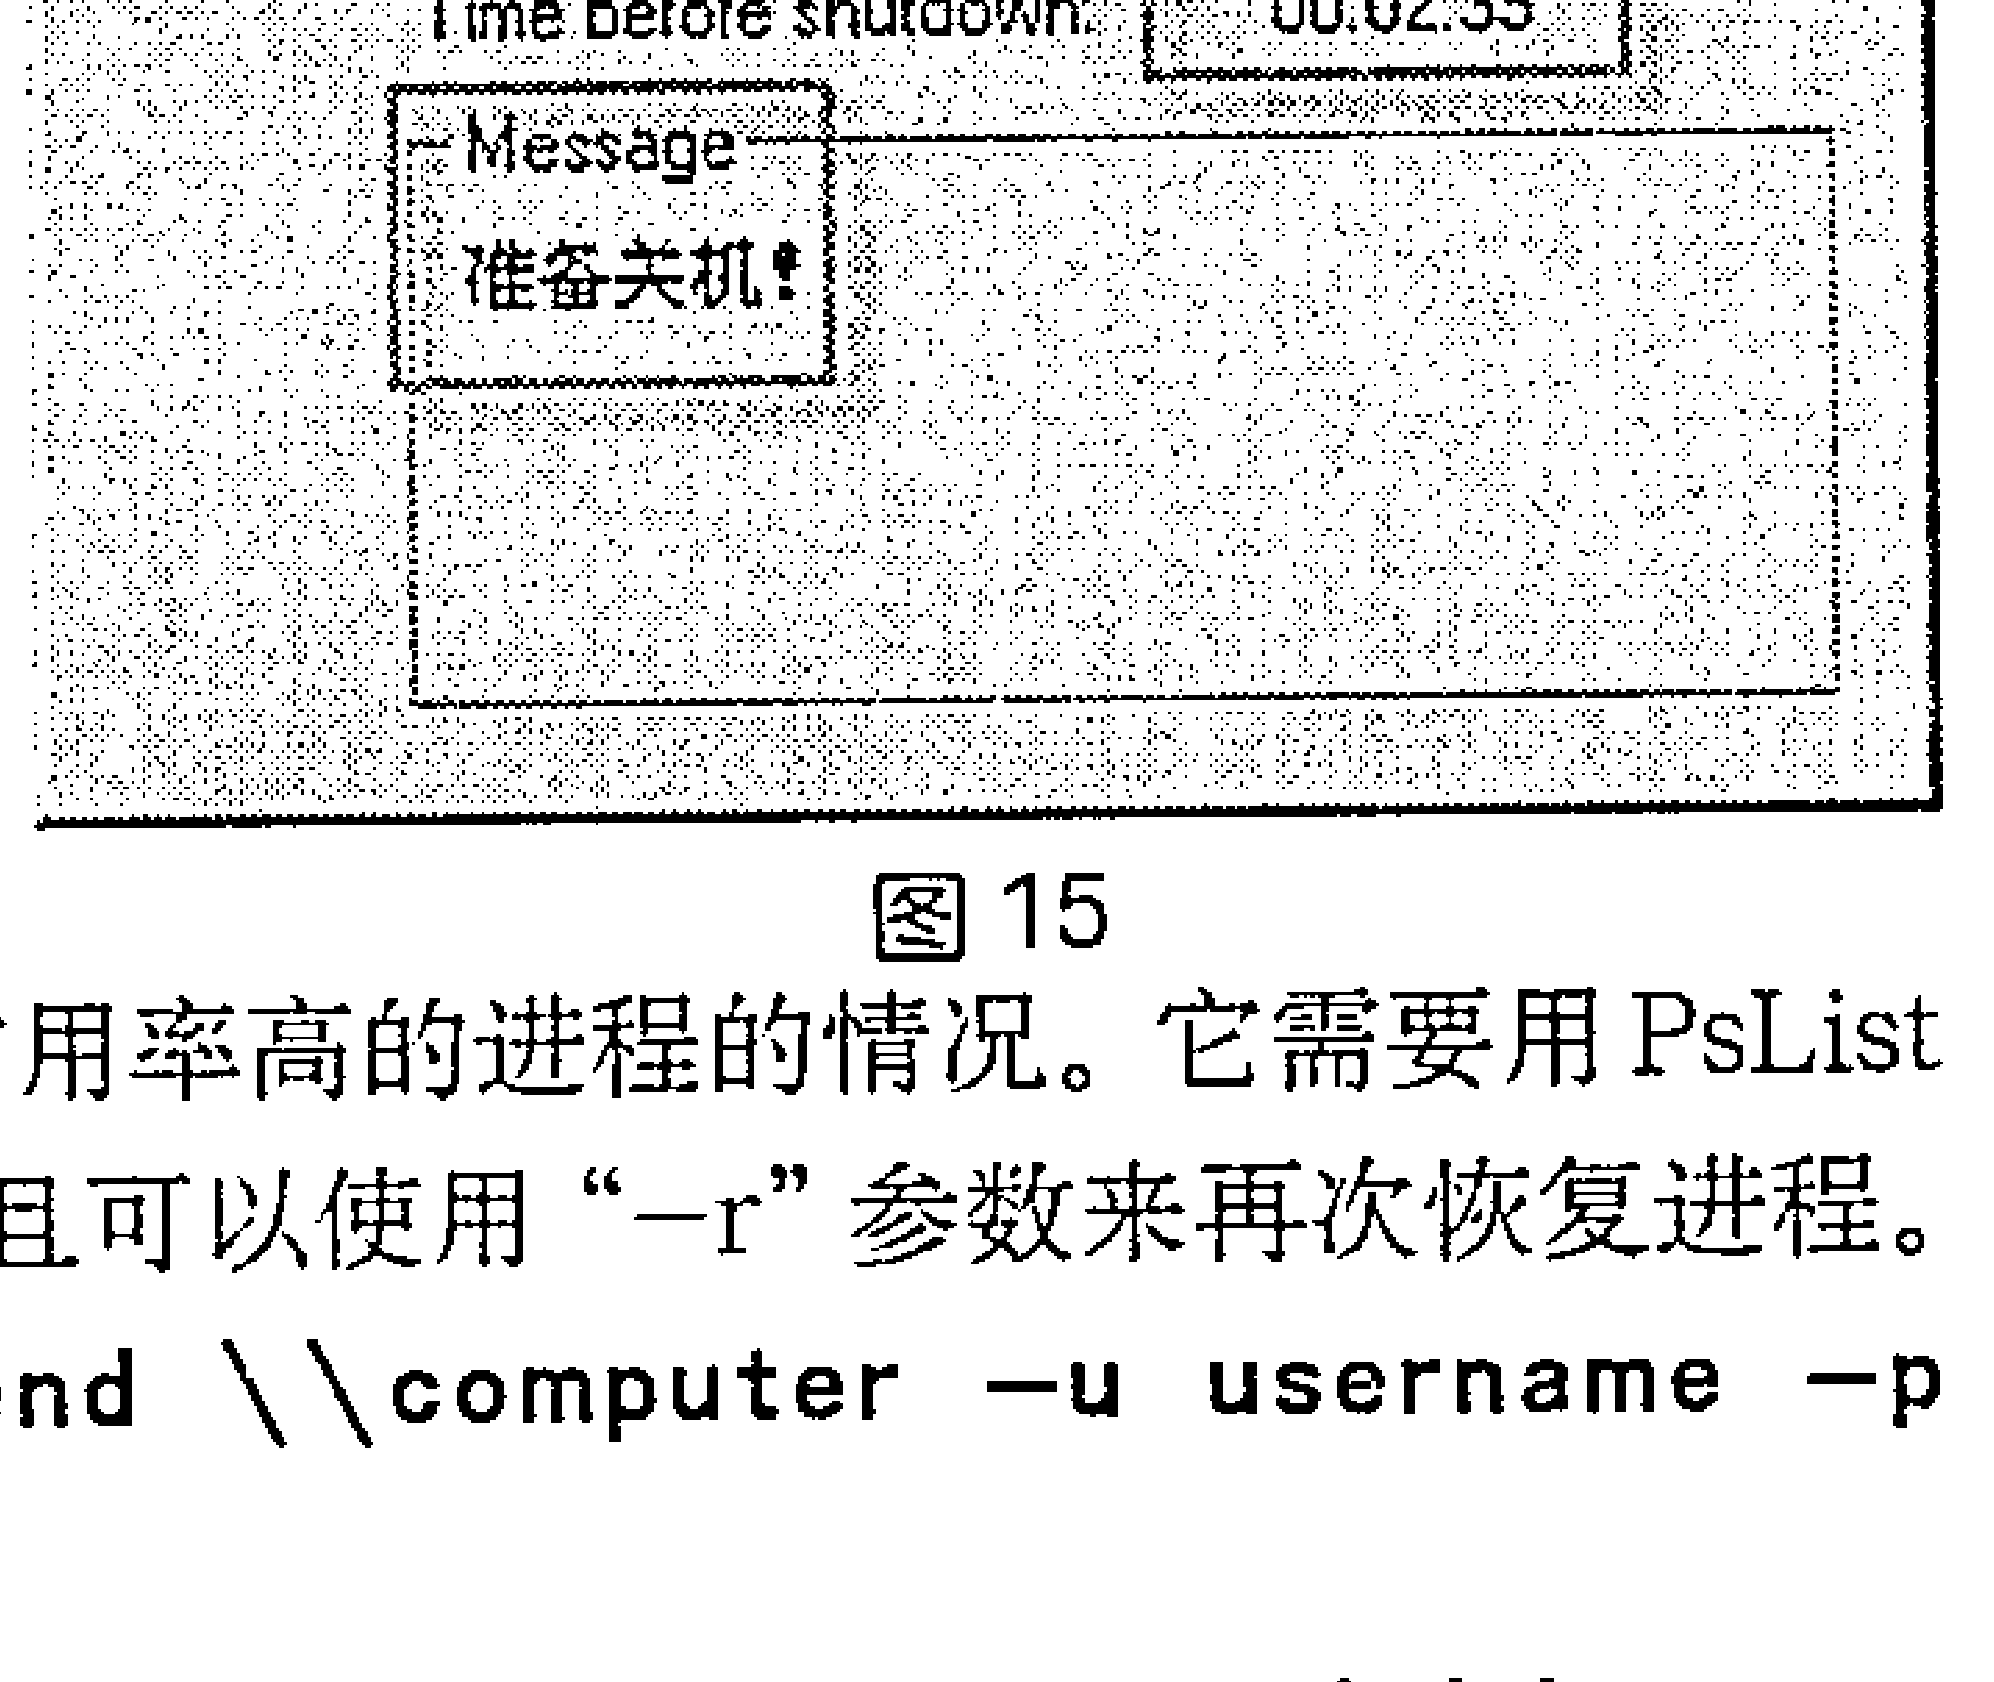 Time before shutdown:
00:02:
Message
准备关机!
图 15
用率高的进程的情况。它需要用 PsList
且可以使用“-r”参数来再次恢复进程。
end \\computer -u username -p